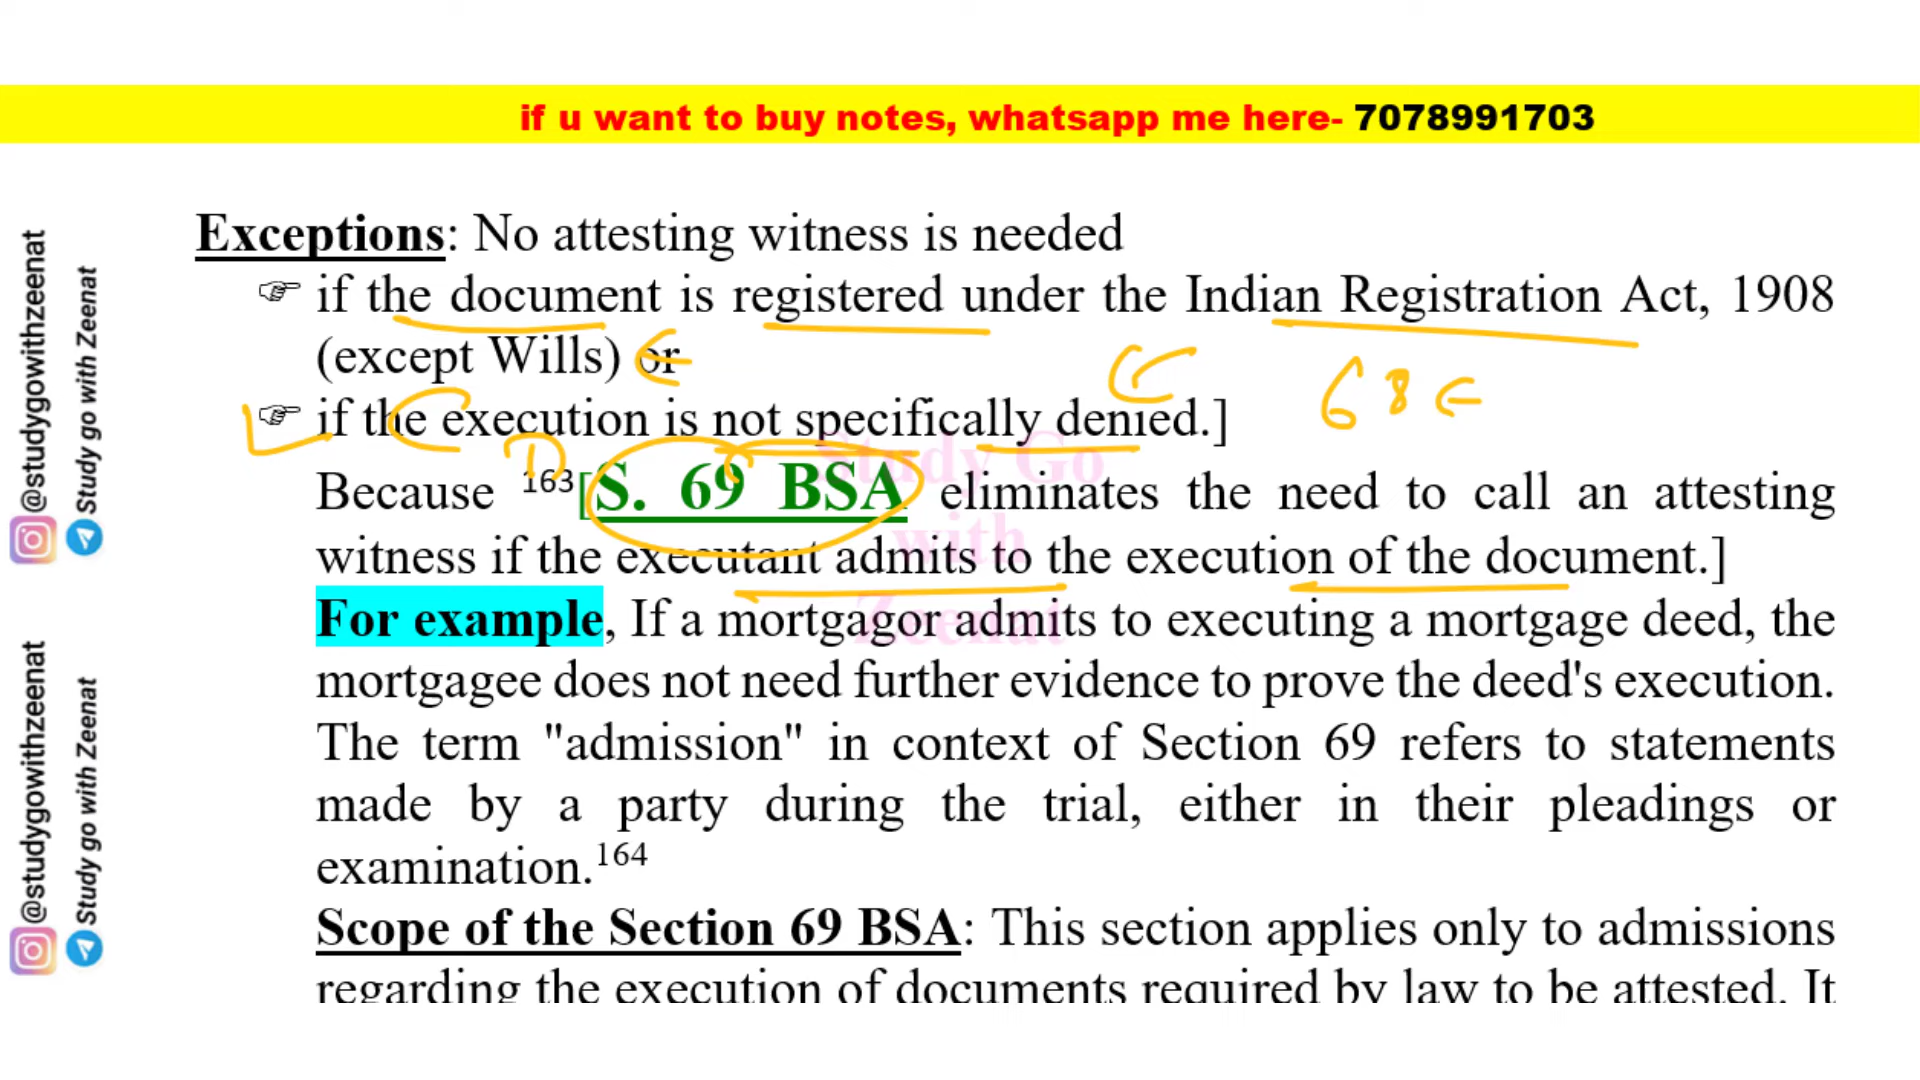 if u want to buy notes, whatsapp me here- 7078991703
Exceptions: No attesting witness is needed
☞ if the document is registered under the Indian Registration Act, 1908
(except Wills) or
☞ if the execution is not specifically denied.]
68
Because 163[S. 69 BSA eliminates the need to call an attesting
witness if the executant admits to the execution of the document.]
For example, If a mortgagor admits to executing a mortgage deed, the
mortgagee does not need further evidence to prove the deed's execution.
The term "admission" in context of Section 69 refers to statements
made by a party during the trial, either in their pleadings or
examination.164
Scope of the Section 69 BSA: This section applies only to admissions
regarding the execution of documents required by law to be attested. It
Study Go
with
Zeenat
@studygowithzeenat
Study go with Zeenat
@studygowithzeenat
Study go with Zeenat